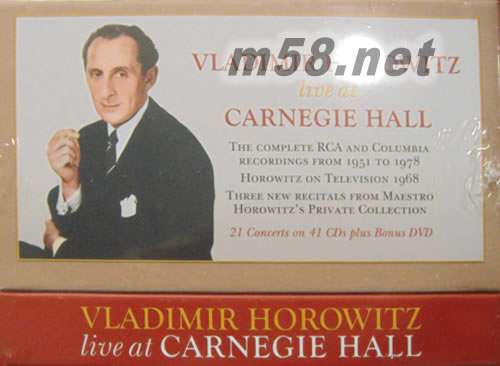 m58.net
VLADIMIR WITZ
live at
CARNEGIE HALL
THE COMPLETE RCA AND COLUMBIA
RECORDINGS FROM 1951 TO 1978
HOROWITZ ON TELEVISION 1968
THREE NEW RECITALS FROM MAESTRO
HOROWITZ'S PRIVATE COLLECTION
21 Concerts on 41 CDs plus Bonus DVD
VLADIMIR HOROWITZ
live at CARNEGIE HALL